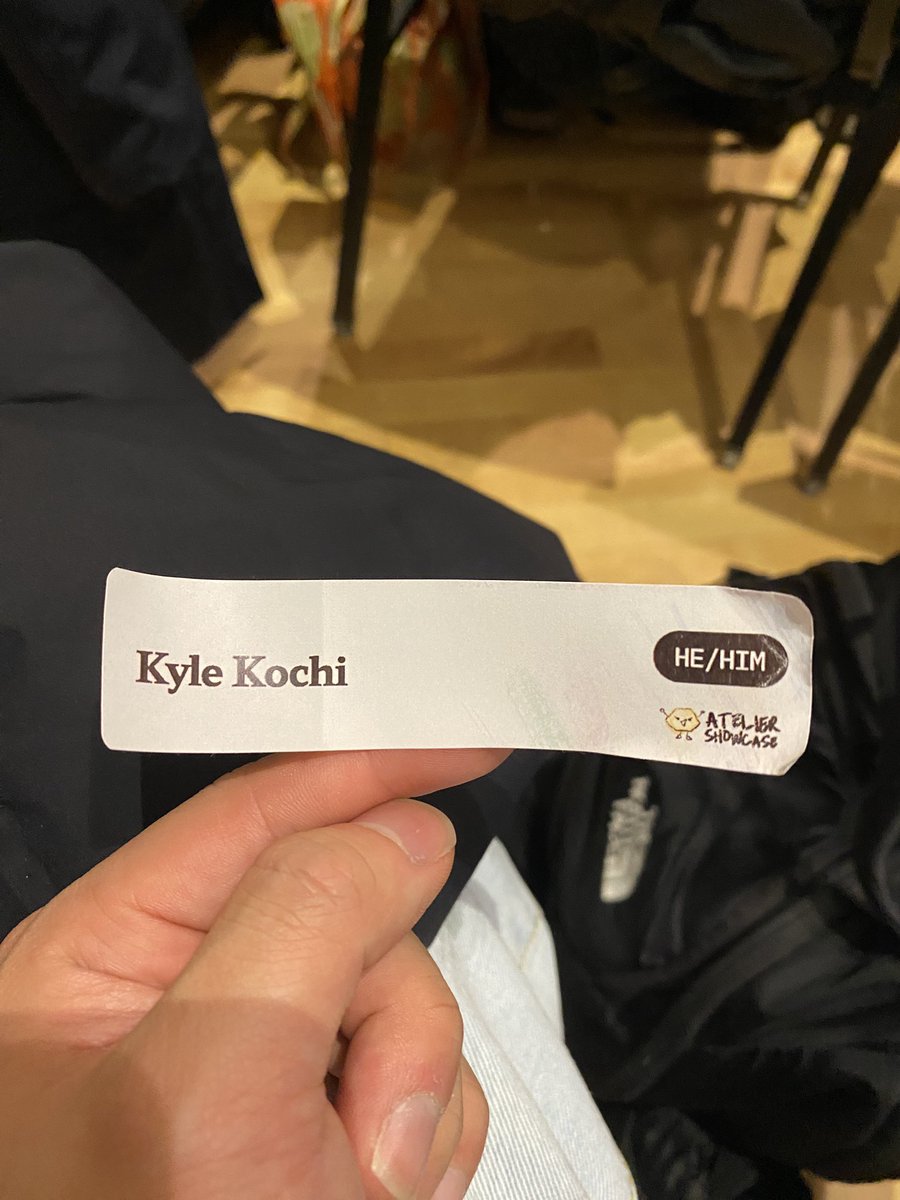 Kyle Kochi
HE/HIM
ATELIER
SHOWCASE